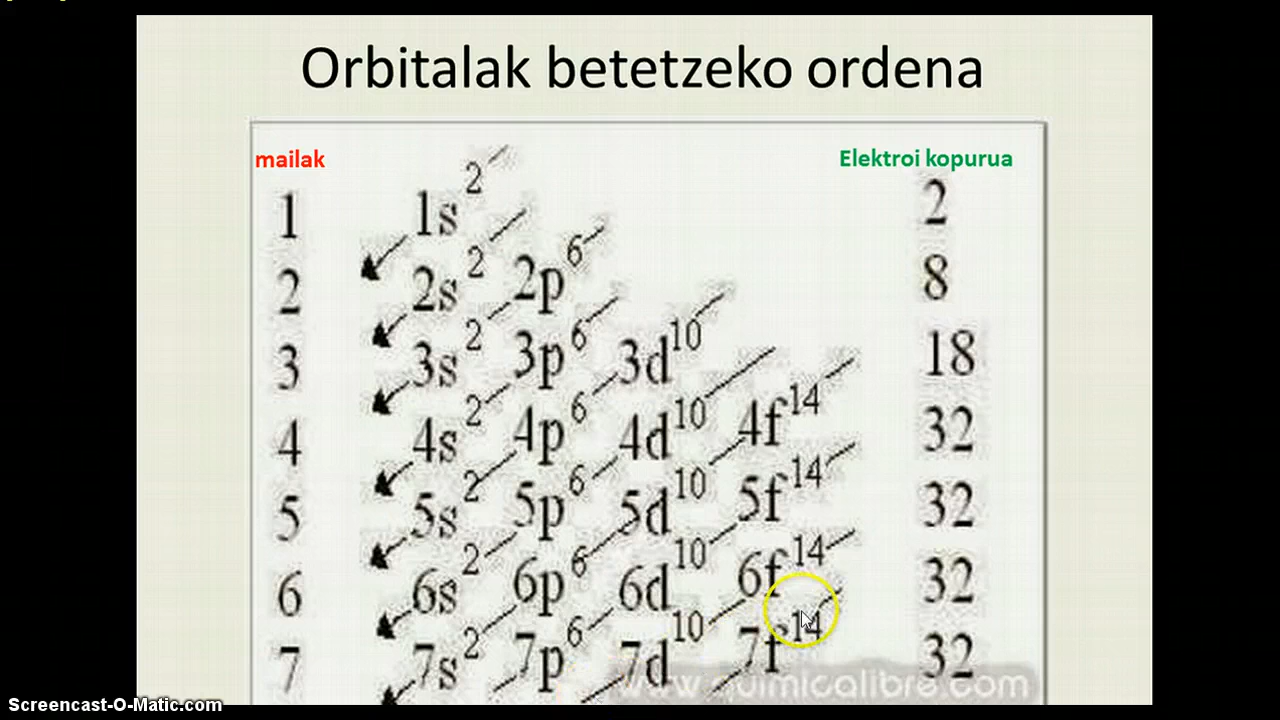 Orbitalak betetzeko ordena
mailak Elektroi kopurua
1 1s² 2
2 2s² 2p⁶ 8
3 3s² 3p⁶ 3d¹⁰ 18
4 4s² 4p⁶ 4d¹⁰ 4f¹⁴ 32
5 5s² 5p⁶ 5d¹⁰ 5f¹⁴ 32
6 6s² 6p⁶ 6d¹⁰ 6f¹⁴ 32
7 7s² 7p⁶ 7d¹⁰ 7f¹⁴ 32
www.quimicalibre.com
Screencast-O-Matic.com